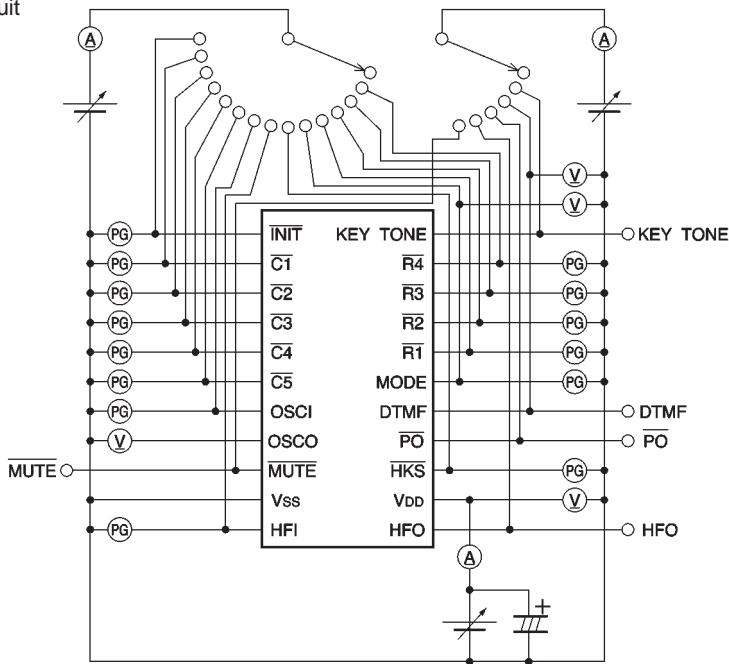 uit
A A
V
V
PG INIT KEY TONE KEY TONE
PG C1 R4 PG
PG C2 R3 PG
PG C3 R2 PG
PG C4 R1 PG
PG C5 MODE PG
PG OSCI DTMF DTMF
V OSCO PO PO
MUTE MUTE HKS PG
VSS VDD V
PG HFI HFO HFO
A
+